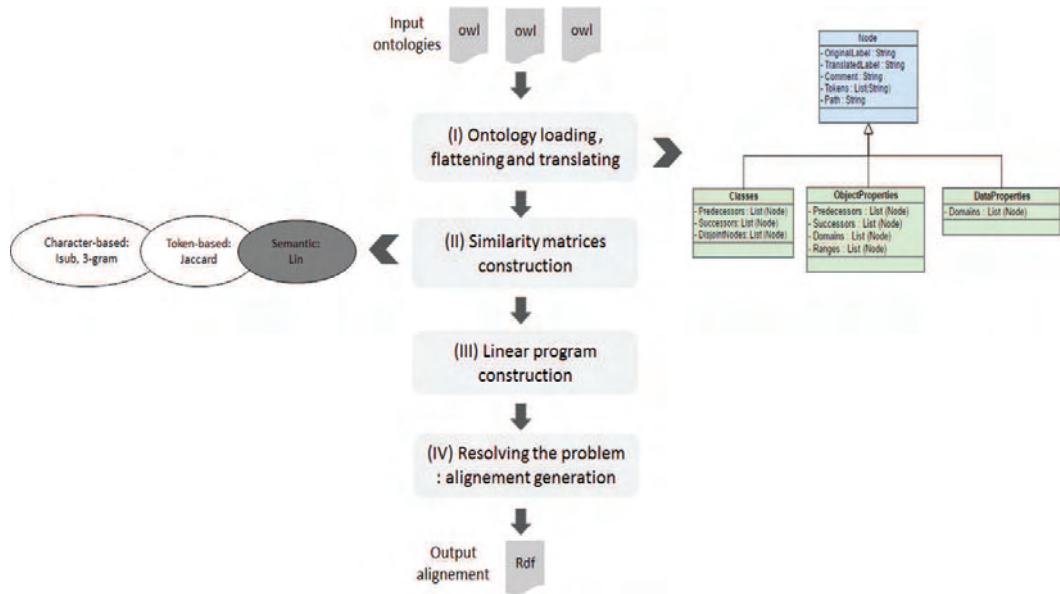 Input
ontologies
owl
owl
owl
(I) Ontology loading ,
flattening and translating
Node
- OriginalLabel : String
- TranslatedLabel : String
- Comment : String
- Tokens : List(String)
- Path : String
Classes
- Predecessors : List (Node)
- Successors: List (Node)
- DisjointNodes: List (Node)
ObjectProperties
- Predecessors : List (Node)
- Successors : List (Node)
- Domains : List (Node)
- Ranges : List (Node)
DataProperties
- Domains : List (Node)
Character-based:
Isub, 3-gram
Token-based:
Jaccard
Semantic:
Lin
(II) Similarity matrices
construction
(III) Linear program
construction
(IV) Resolving the problem
: alignement generation
Output
alignement
Rdf